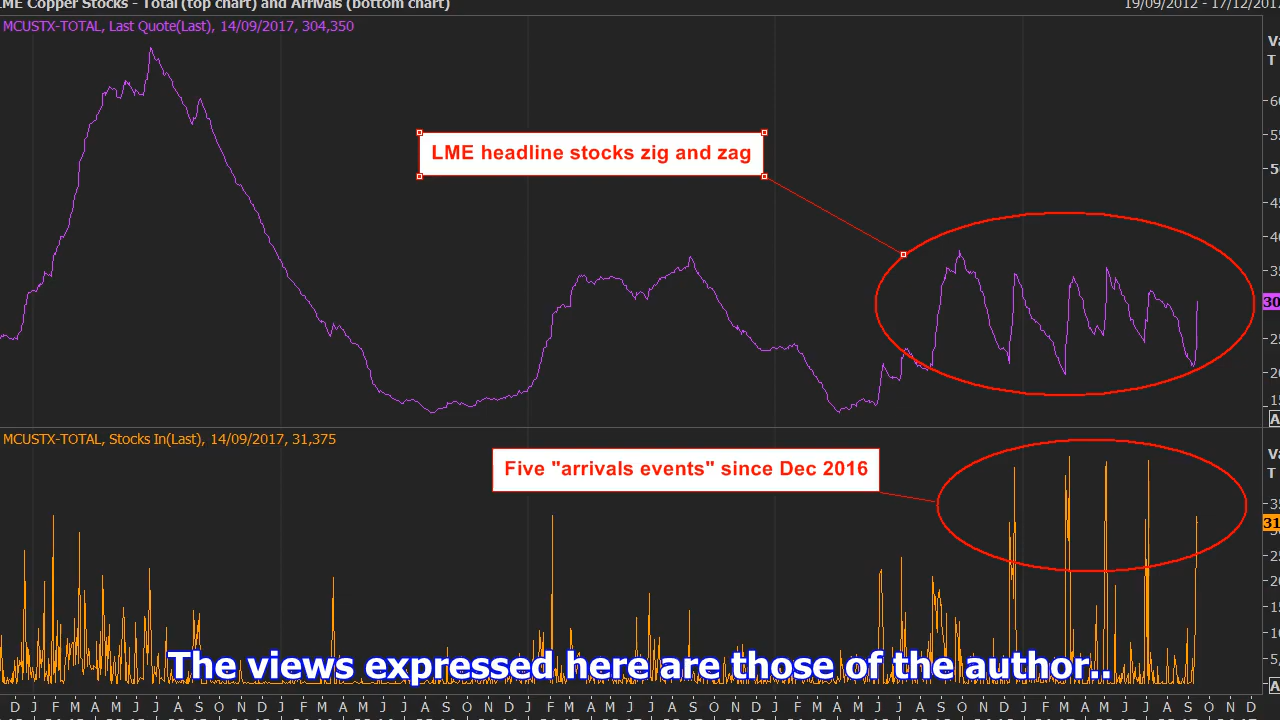 LME Copper Stocks - Total (top chart) and Arrivals (bottom chart)
19/09/2012 - 17/12/201
MCUSTX-TOTAL, Last Quote(Last), 14/09/2017, 304,350
T
LME headline stocks zig and zag
30
A
MCUSTX-TOTAL, Stocks In(Last), 14/09/2017, 31,375
T
Five "arrivals events" since Dec 2016
31
A
The views expressed here are those of the author..
D J F M A M J J A S O N D J F M A M J J A S O N D J F M A M J J A S O N D J F M A M J J A S O N D J F M A M J J A S O N D